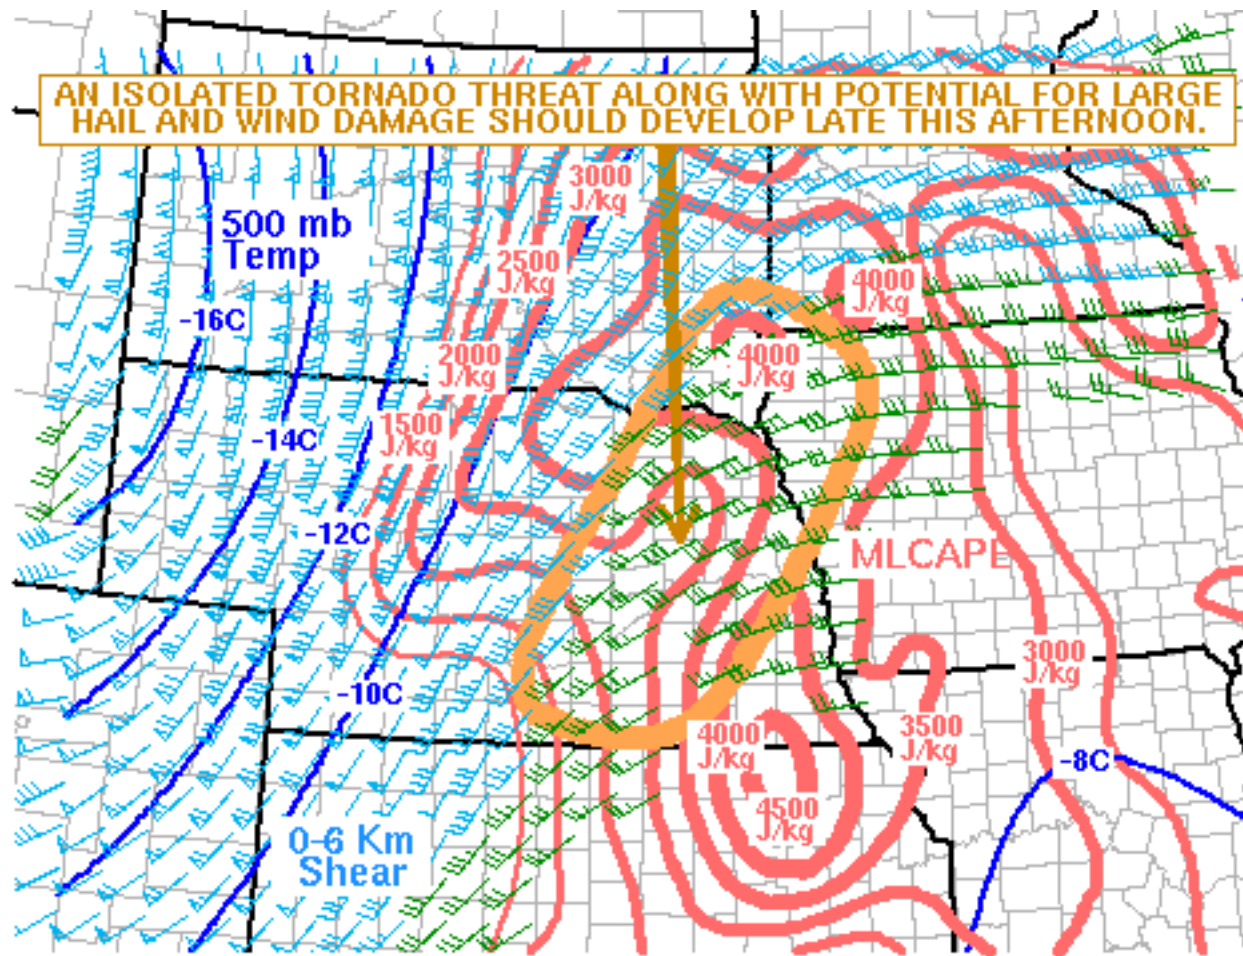 AN ISOLATED TORNADO THREAT ALONG WITH POTENTIAL FOR LARGE
HAIL AND WIND DAMAGE SHOULD DEVELOP LATE THIS AFTERNOON.
3000
J/kg
500 mb
Temp
2500
J/kg
4000
J/kg
-16C
2000
J/kg
4000
J/kg
1500
J/kg
-14C
-12C
MLCAPE
3000
J/kg
-10C
4000
J/kg
3500
J/kg
-8C
4500
J/kg
0-6 Km
Shear